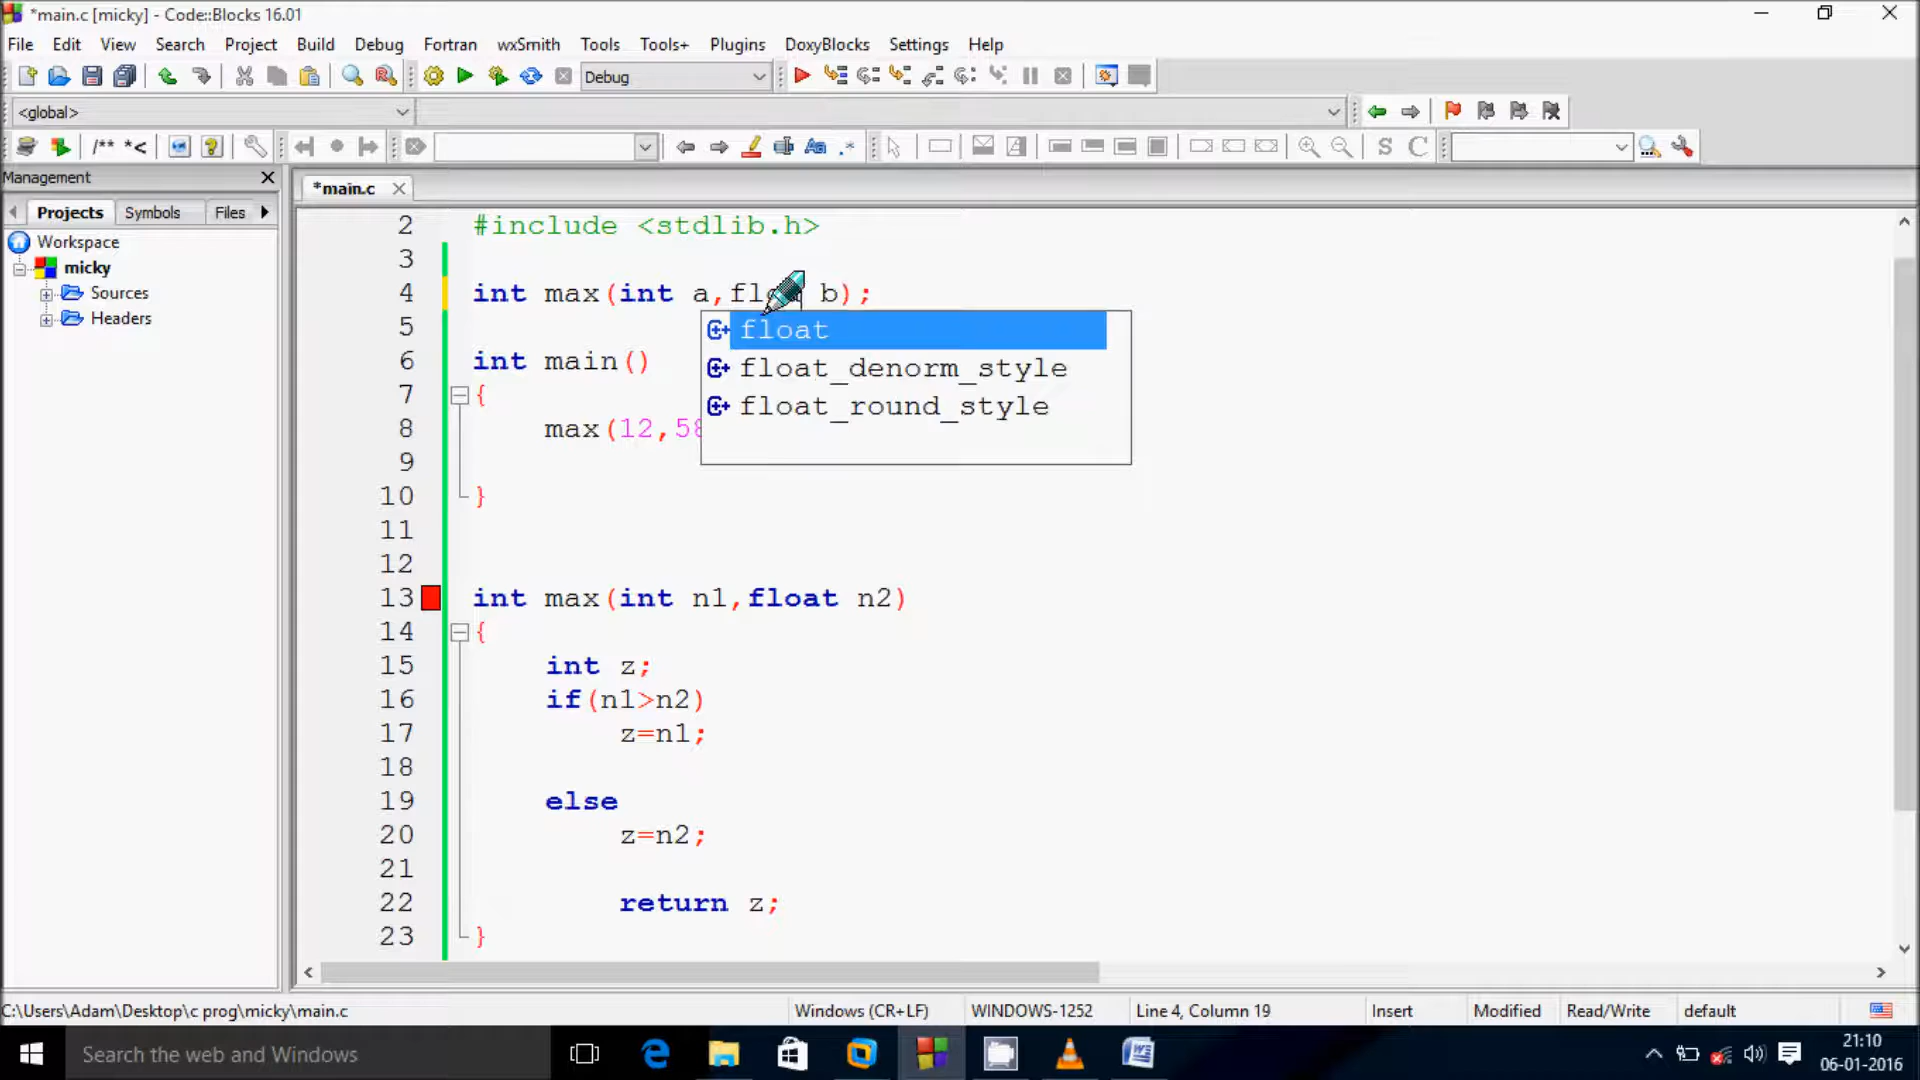 *main.c [micky] - Code::Blocks 16.01
File Edit View Search Project Build Debug Fortran wxSmith Tools Tools+ Plugins DoxyBlocks Settings Help
Debug
<global>
/** *<
Aa .*
S C
Management
Projects Symbols Files
*main.c
Workspace
micky
Sources
Headers
2 #include <stdlib.h>
3
4 int max(int a,floa b);
float
float_denorm_style
float_round_style
5
6 int main()
7 {
8 max(12,58
9
10 }
11
12
13 int max(int n1,float n2)
14 {
15 int z;
16 if(n1>n2)
17 z=n1;
18
19 else
20 z=n2;
21
22 return z;
23 }
C:\Users\Adam\Desktop\c prog\micky\main.c Windows (CR+LF) WINDOWS-1252 Line 4, Column 19 Insert Modified Read/Write default
Search the web and Windows
21:10
06-01-2016